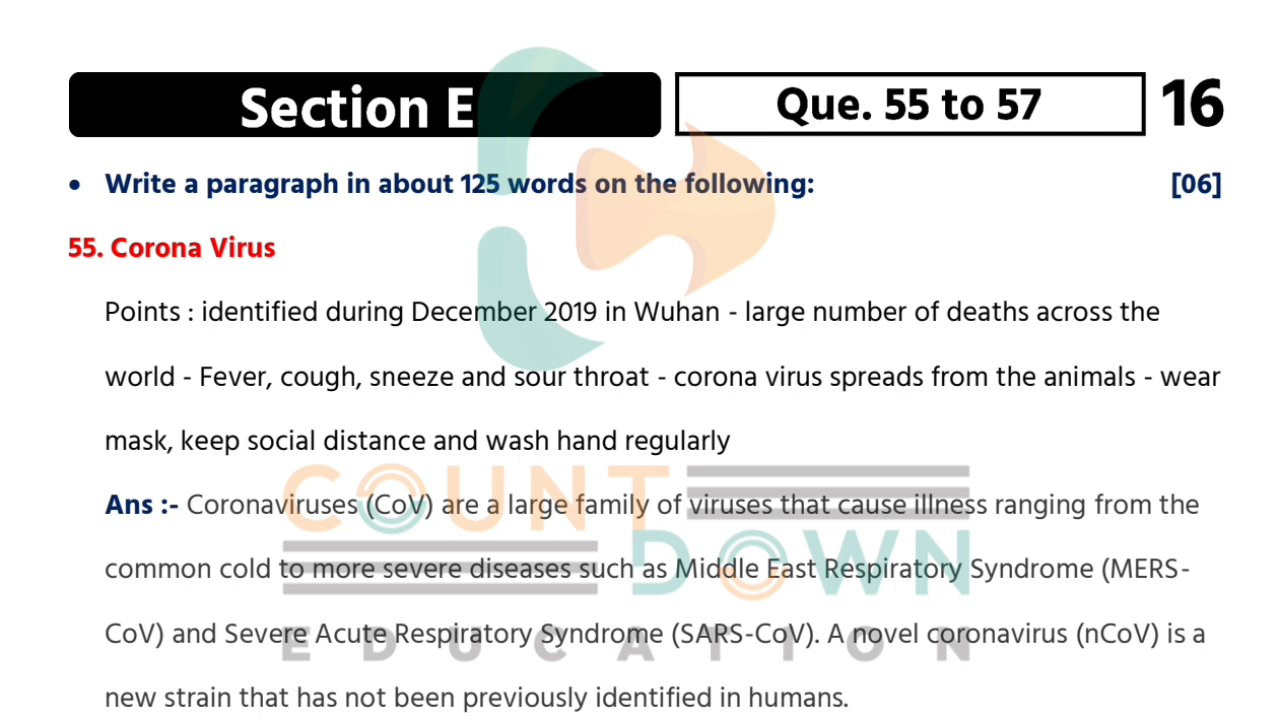 Section E Que. 55 to 57 16
• Write a paragraph in about 125 words on the following: [06]
55. Corona Virus
Points : identified during December 2019 in Wuhan - large number of deaths across the
world - Fever, cough, sneeze and sour throat - corona virus spreads from the animals - wear
mask, keep social distance and wash hand regularly
Ans :- Coronaviruses (CoV) are a large family of viruses that cause illness ranging from the
common cold to more severe diseases such as Middle East Respiratory Syndrome (MERS-
CoV) and Severe Acute Respiratory Syndrome (SARS-CoV). A novel coronavirus (nCoV) is a
new strain that has not been previously identified in humans.
COUNT
DOWN
EDUCATION